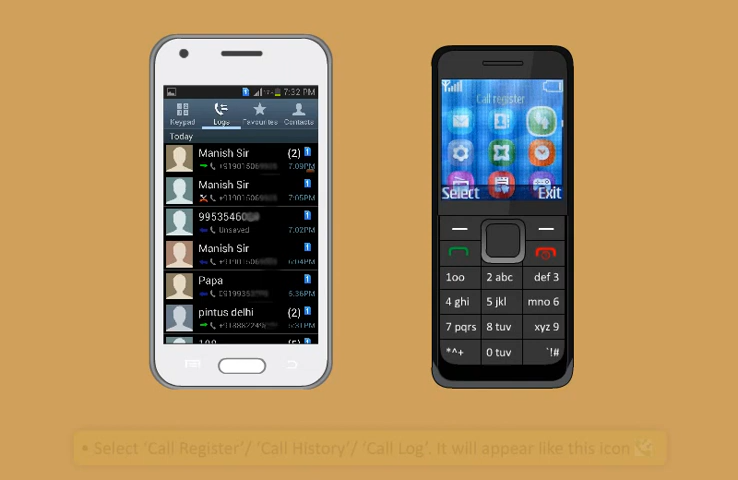 7:32 PM
Keypad Logs Favourites Contacts
Today
Manish Sir (2)
7:09PM
Manish Sir
7:05PM
9953546
Unsaved 7:02PM
Manish Sir
6:04PM
Papa
pintus delhi (2)
Call register
Select Exit
1oo 2 abc def 3
4 ghi 5 jkl mno 6
7 pqrs 8 tuv xyz 9
*^+ 0 tuv `!#
• Select ‘Call Register’/ ‘Call History’/ ‘Call Log’. It will appear like this icon